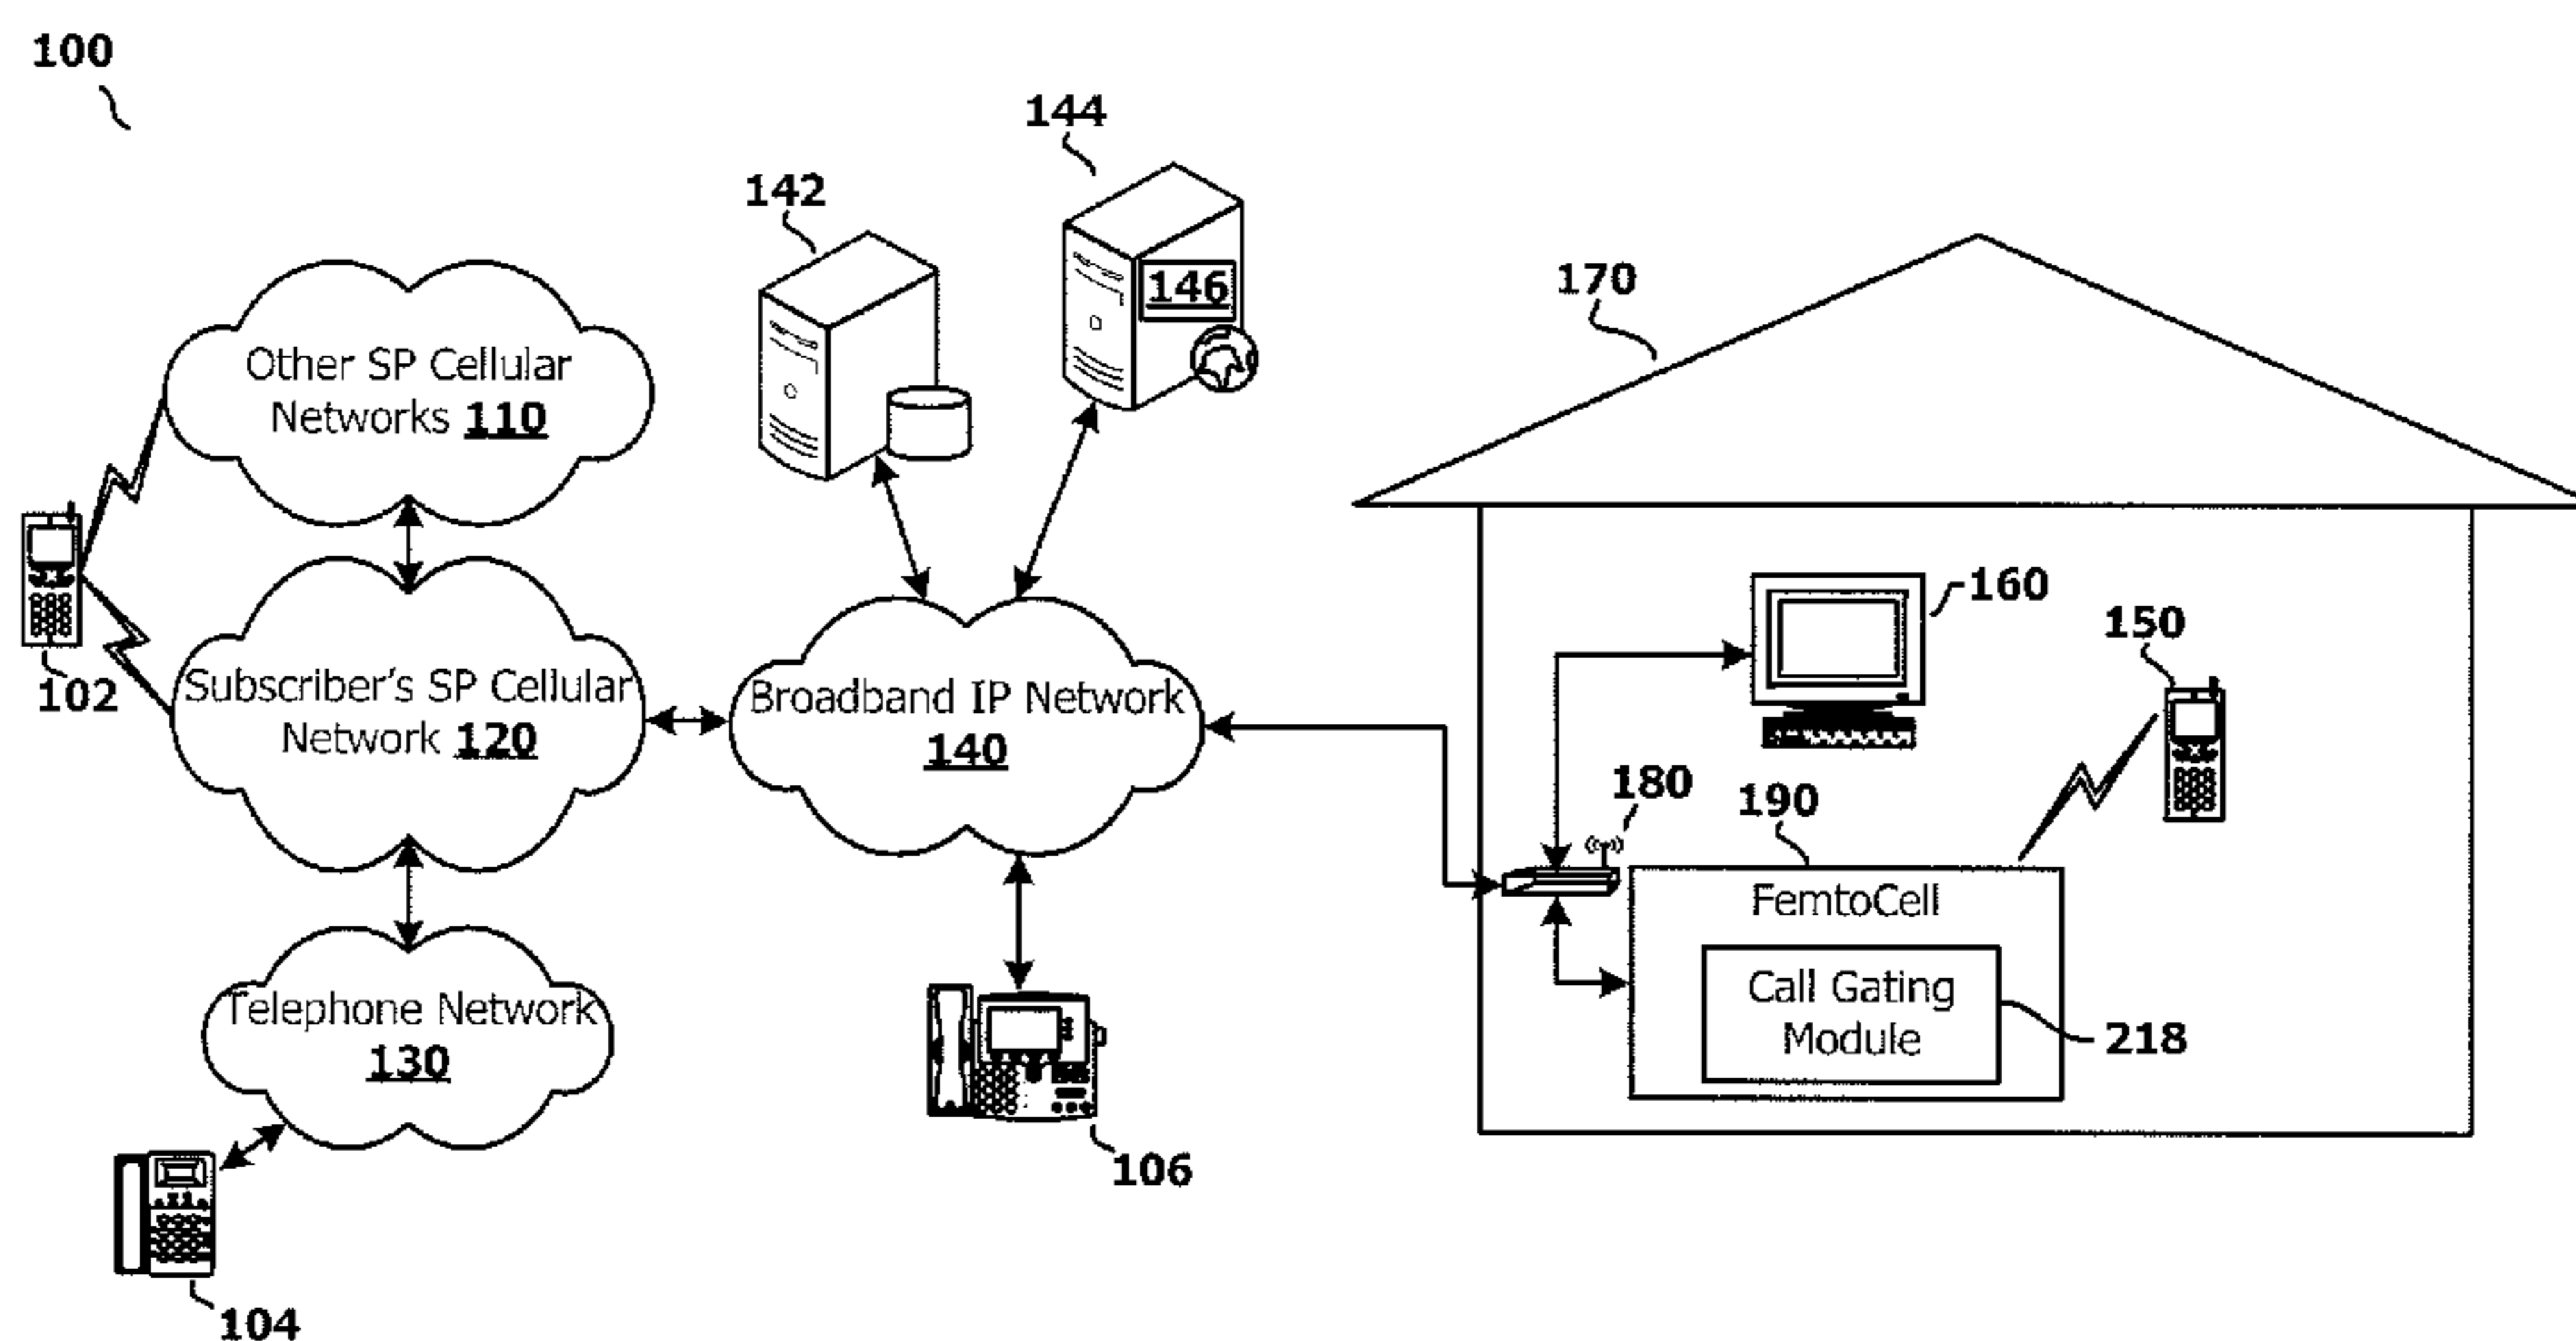 100
144
142
146
170
Other SP Cellular
Networks 110
160
150
102
Subscriber's SP Cellular
Network 120
Broadband IP Network
140
180
190
FemtoCell
Call Gating
Module
218
Telephone Network
130
106
104